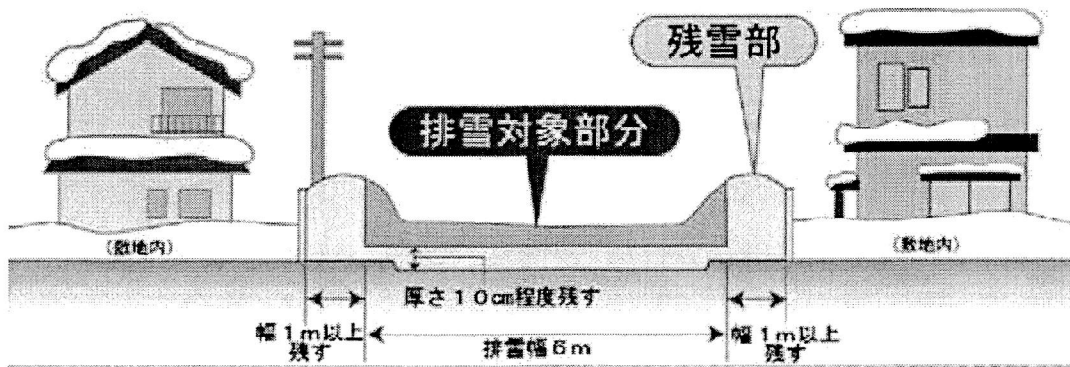 残雪部
排雪対象部分
(敷地内)
(敷地内)
厚さ10cm程度残す
幅1m以上
残す
排雪幅6m
幅1m以上
残す